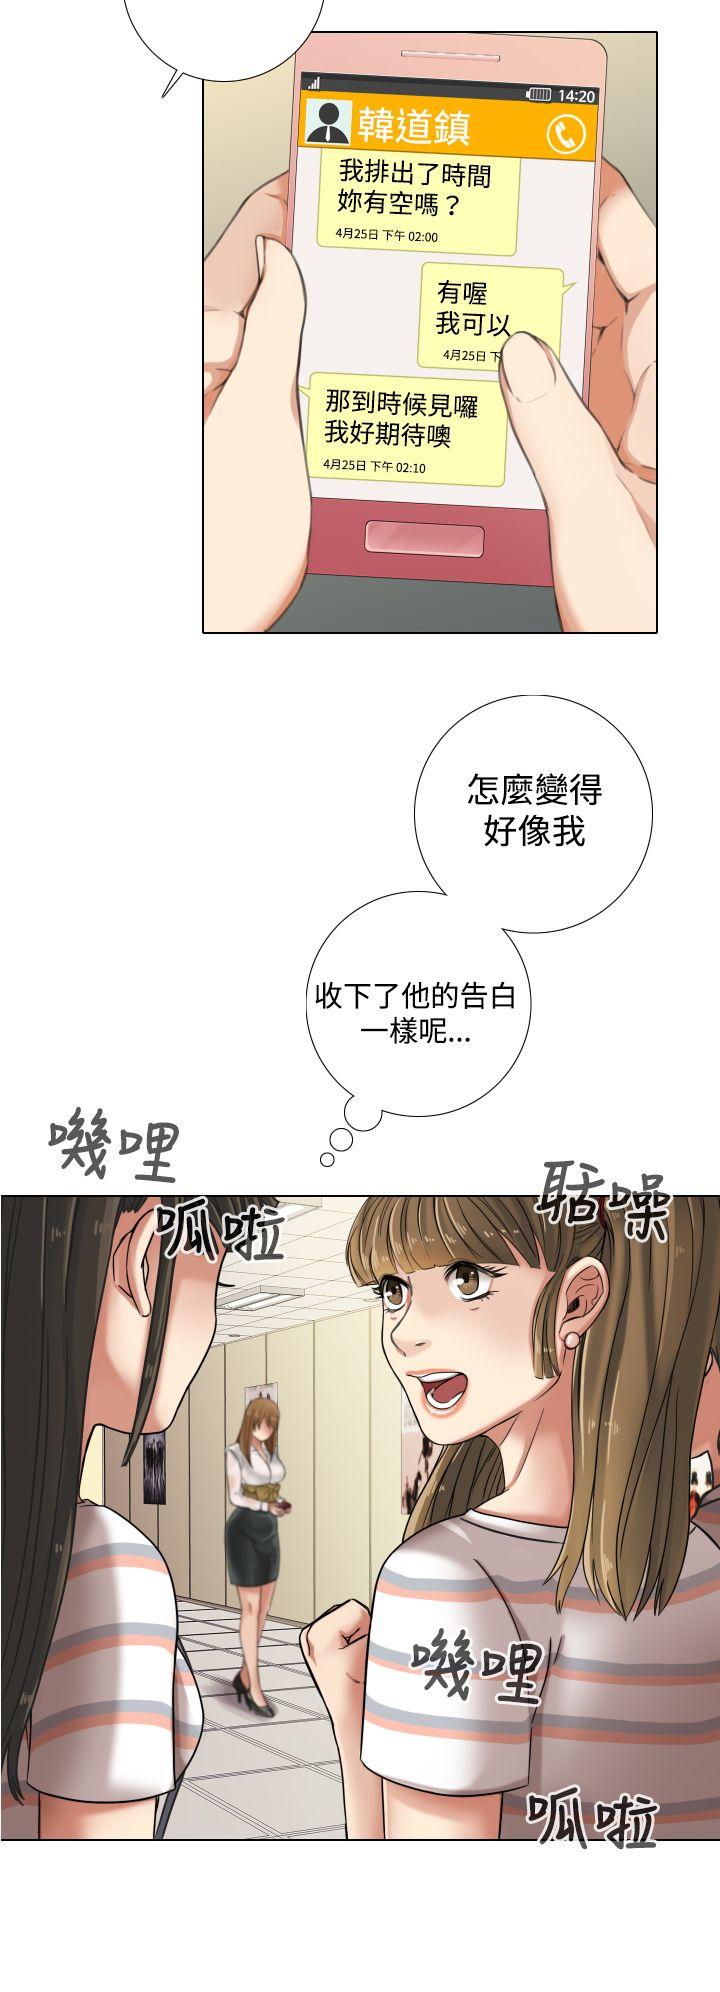 14:20
韓道鎮
我排出了時間
妳有空嗎？
4月25日 下午 02:00
有喔
我可以
4月25日 下
那到時候見囉
我好期待噢
4月25日 下午 02:10
怎麼變得
好像我
收下了他的告白
一樣呢...
嘰哩
呱啦
聒噪
嘰哩
呱啦